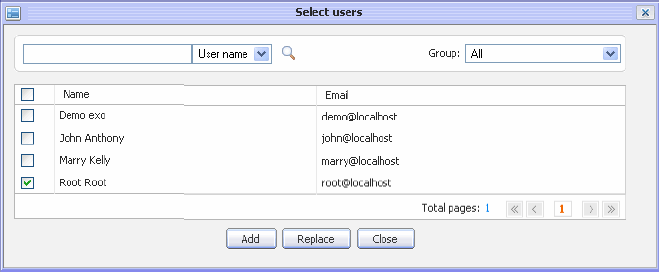 Select users
User name Group: All
Name Email
Demo exo demo@localhost
John Anthony john@localhost
Marry Kelly marry@localhost
Root Root root@localhost
Total pages: 1 1
Add Replace Close